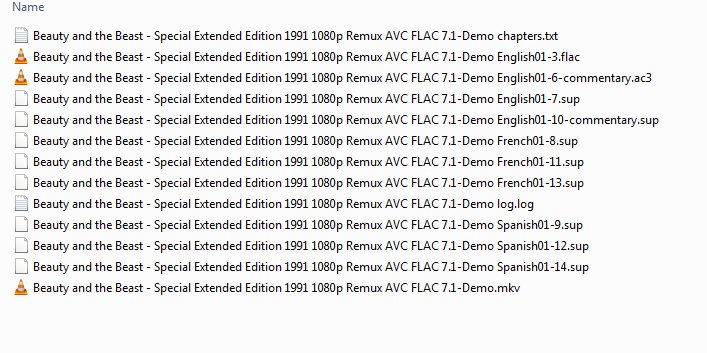 Name
Beauty and the Beast - Special Extended Edition 1991 1080p Remux AVC FLAC 7.1-Demo chapters.txt
Beauty and the Beast - Special Extended Edition 1991 1080p Remux AVC FLAC 7.1-Demo English01-3.flac
Beauty and the Beast - Special Extended Edition 1991 1080p Remux AVC FLAC 7.1-Demo English01-6-commentary.ac3
Beauty and the Beast - Special Extended Edition 1991 1080p Remux AVC FLAC 7.1-Demo English01-7.sup
Beauty and the Beast - Special Extended Edition 1991 1080p Remux AVC FLAC 7.1-Demo English01-10-commentary.sup
Beauty and the Beast - Special Extended Edition 1991 1080p Remux AVC FLAC 7.1-Demo French01-8.sup
Beauty and the Beast - Special Extended Edition 1991 1080p Remux AVC FLAC 7.1-Demo French01-11.sup
Beauty and the Beast - Special Extended Edition 1991 1080p Remux AVC FLAC 7.1-Demo French01-13.sup
Beauty and the Beast - Special Extended Edition 1991 1080p Remux AVC FLAC 7.1-Demo log.log
Beauty and the Beast - Special Extended Edition 1991 1080p Remux AVC FLAC 7.1-Demo Spanish01-9.sup
Beauty and the Beast - Special Extended Edition 1991 1080p Remux AVC FLAC 7.1-Demo Spanish01-12.sup
Beauty and the Beast - Special Extended Edition 1991 1080p Remux AVC FLAC 7.1-Demo Spanish01-14.sup
Beauty and the Beast - Special Extended Edition 1991 1080p Remux AVC FLAC 7.1-Demo.mkv